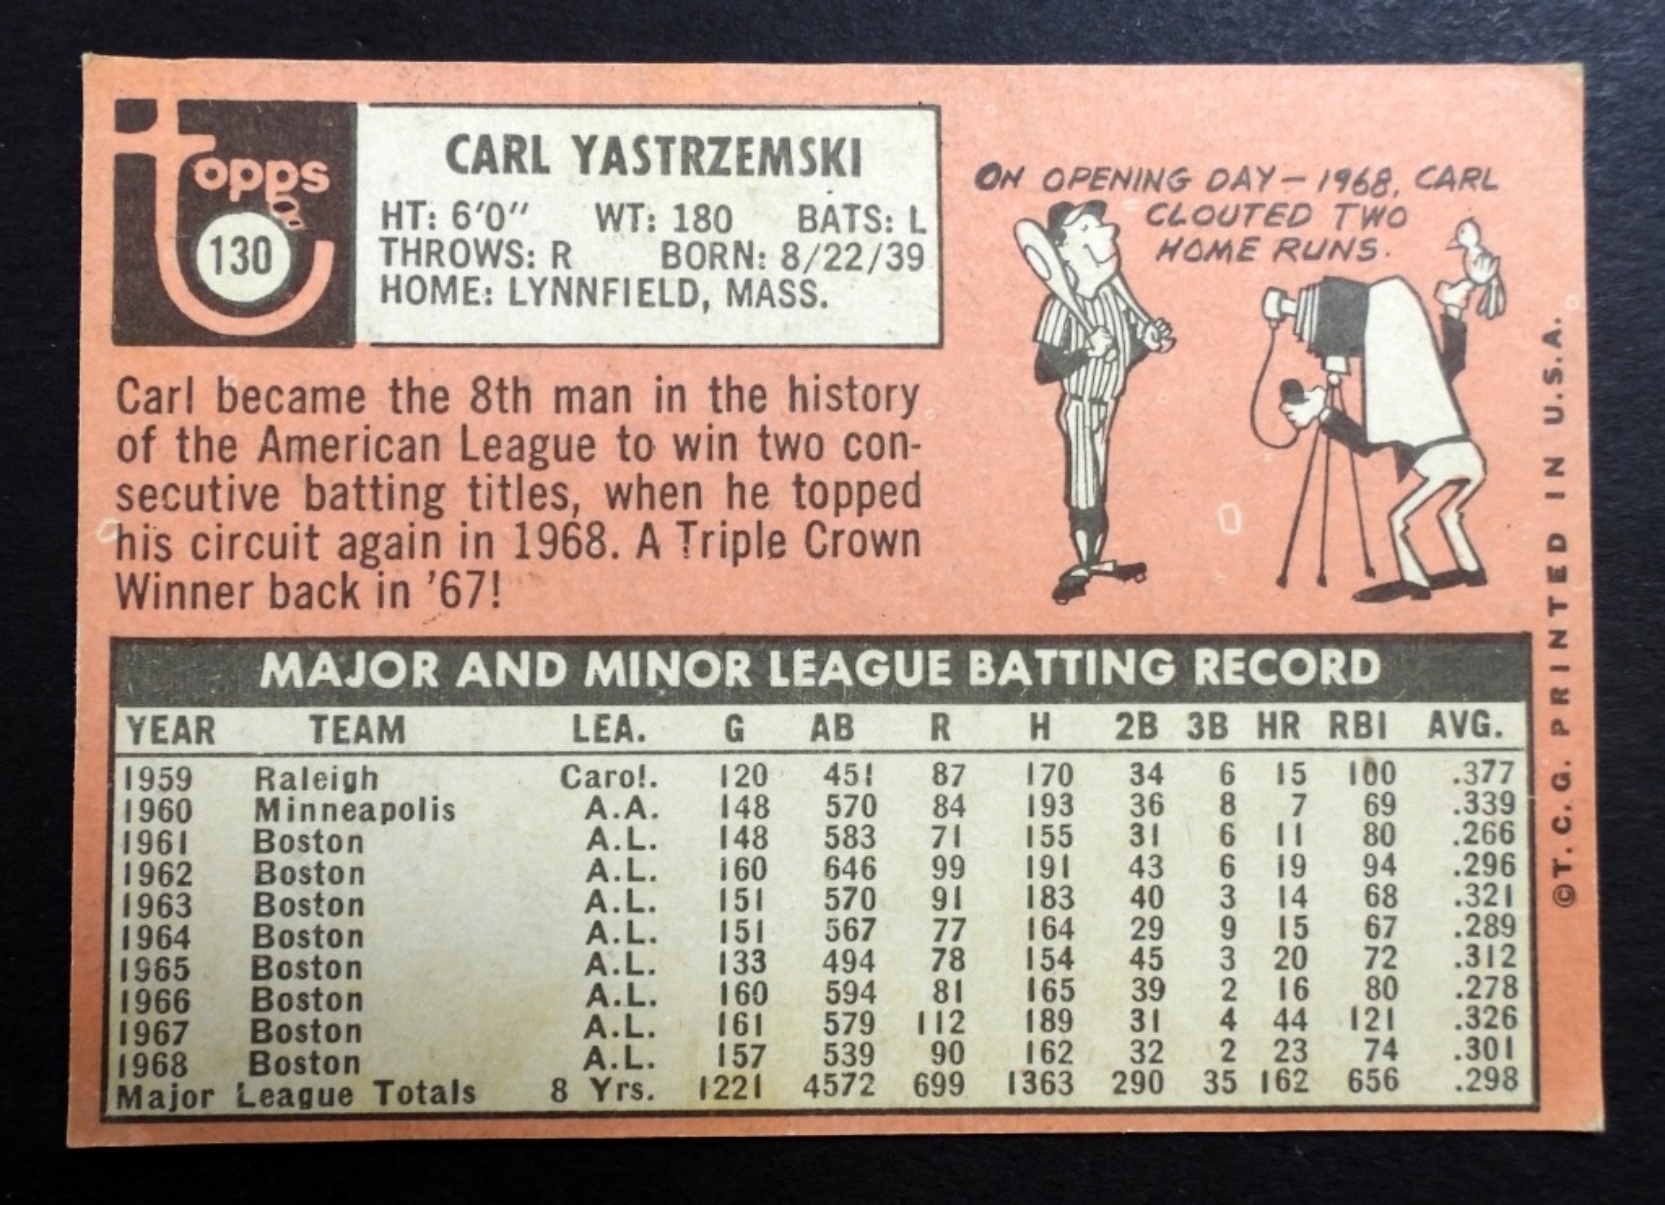 topps
130
CARL YASTRZEMSKI
HT: 6'0" WT: 180 BATS: L
THROWS: R BORN: 8/22/39
HOME: LYNNFIELD, MASS.
ON OPENING DAY – 1968, CARL
CLOUTED TWO
HOME RUNS.
Carl became the 8th man in the history
of the American League to win two con-
secutive batting titles, when he topped
his circuit again in 1968. A Triple Crown
Winner back in '67!
MAJOR AND MINOR LEAGUE BATTING RECORD
YEAR TEAM LEA. G AB R H 2B 3B HR RBI AVG.
1959 Raleigh Carol. 120 451 87 170 34 6 15 100 .377
1960 Minneapolis A.A. 148 570 84 193 36 8 7 69 .339
1961 Boston A.L. 148 583 71 155 31 6 11 80 .266
1962 Boston A.L. 160 646 99 191 43 6 19 94 .296
1963 Boston A.L. 151 570 91 183 40 3 14 68 .321
1964 Boston A.L. 151 567 77 164 29 9 15 67 .289
1965 Boston A.L. 133 494 78 154 45 3 20 72 .312
1966 Boston A.L. 160 594 81 165 39 2 16 80 .278
1967 Boston A.L. 161 579 112 189 31 4 44 121 .326
1968 Boston A.L. 157 539 90 162 32 2 23 74 .301
Major League Totals 8 Yrs. 1221 4572 699 1363 290 35 162 656 .298
©T. C. G. PRINTED IN U.S.A.